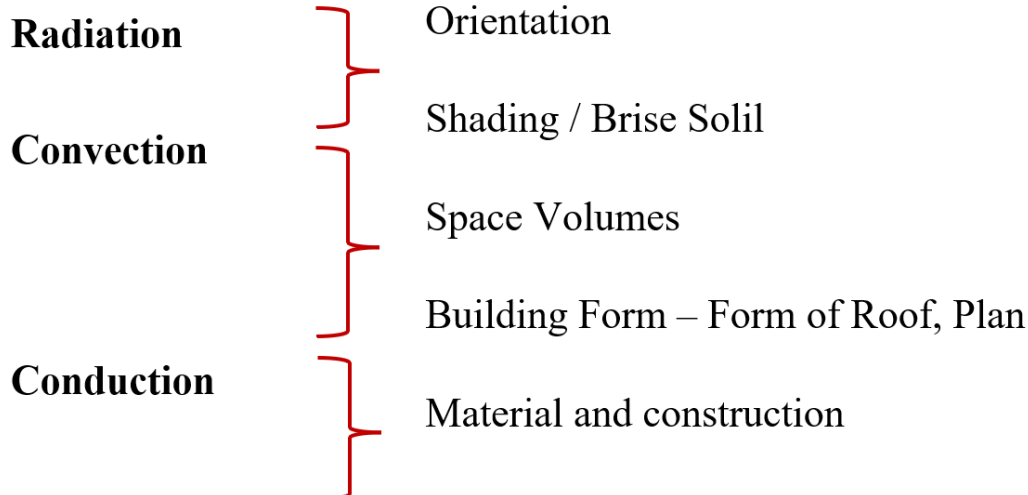 Radiation
Orientation
Shading / Brise Solil
Convection
Space Volumes
Building Form – Form of Roof, Plan
Conduction
Material and construction